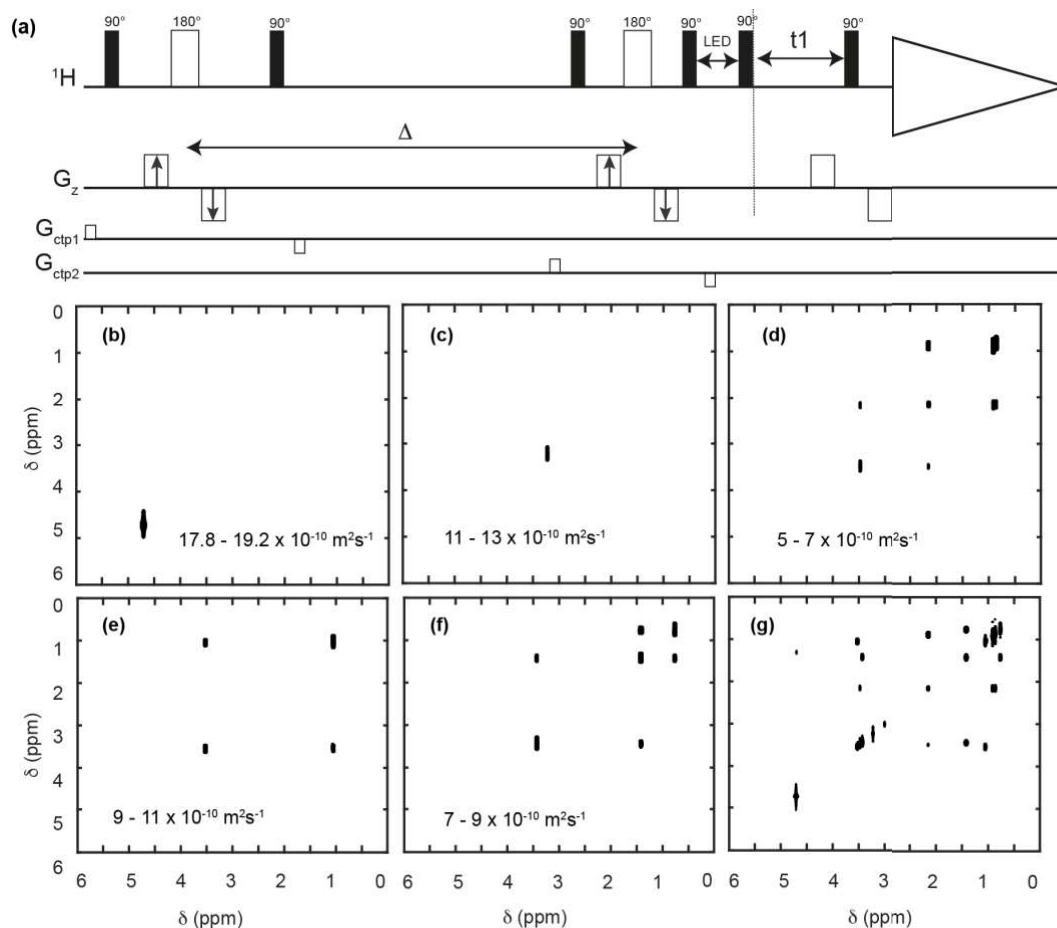 (a)
90° 180° 90° 90° 180° 90° 90° 90°
LED
t1
¹H
Δ
G_z
G_ctp1
G_ctp2
0
1
2
3
4
5
6
δ (ppm)
(b)
17.8 - 19.2 x 10⁻¹⁰ m²s⁻¹
(c)
11 - 13 x 10⁻¹⁰ m²s⁻¹
(d)
5 - 7 x 10⁻¹⁰ m²s⁻¹
0
1
2
3
4
5
6
δ (ppm)
(e)
9 - 11 x 10⁻¹⁰ m²s⁻¹
(f)
7 - 9 x 10⁻¹⁰ m²s⁻¹
(g)
6 5 4 3 2 1 0
6 5 4 3 2 1 0
6 5 4 3 2 1
δ (ppm)
δ (ppm)
δ (ppm)